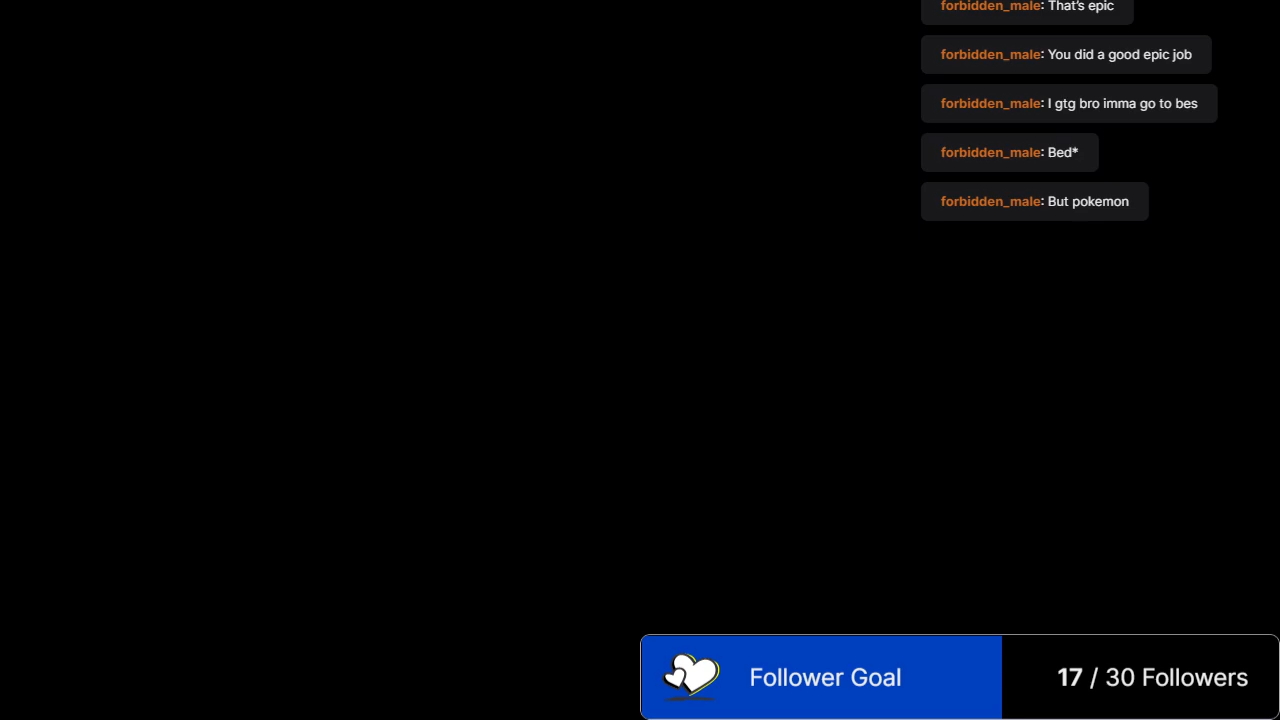 forbidden_male: That's epic
forbidden_male: You did a good epic job
forbidden_male: I gtg bro imma go to bes
forbidden_male: Bed*
forbidden_male: But pokemon
Follower Goal
17 / 30 Followers